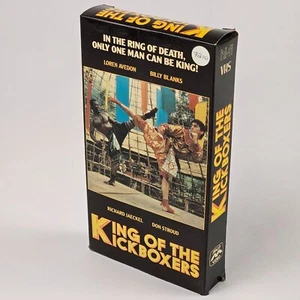 IN THE RING OF DEATH,
ONLY ONE MAN CAN BE KING!
LOREN AVEDON BILLY BLANKS
RICHARD JAECKEL DON STROUD
KING OF THE
KICKBOXERS
VHS
KING OF THE
KICKBOXERS